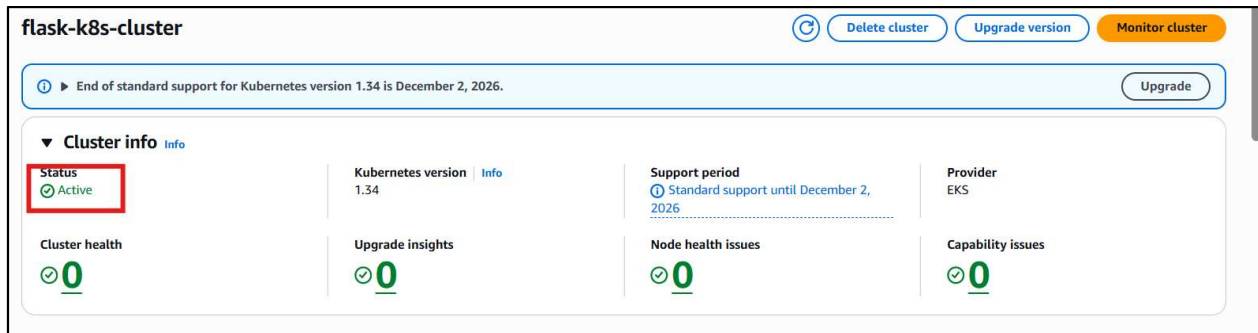 flask-k8s-cluster
Delete cluster
Upgrade version
Monitor cluster
End of standard support for Kubernetes version 1.34 is December 2, 2026.
Upgrade
Cluster info Info
Status
Active
Kubernetes version Info
1.34
Support period
Standard support until December 2,
2026
Provider
EKS
Cluster health
0
Upgrade insights
0
Node health issues
0
Capability issues
0